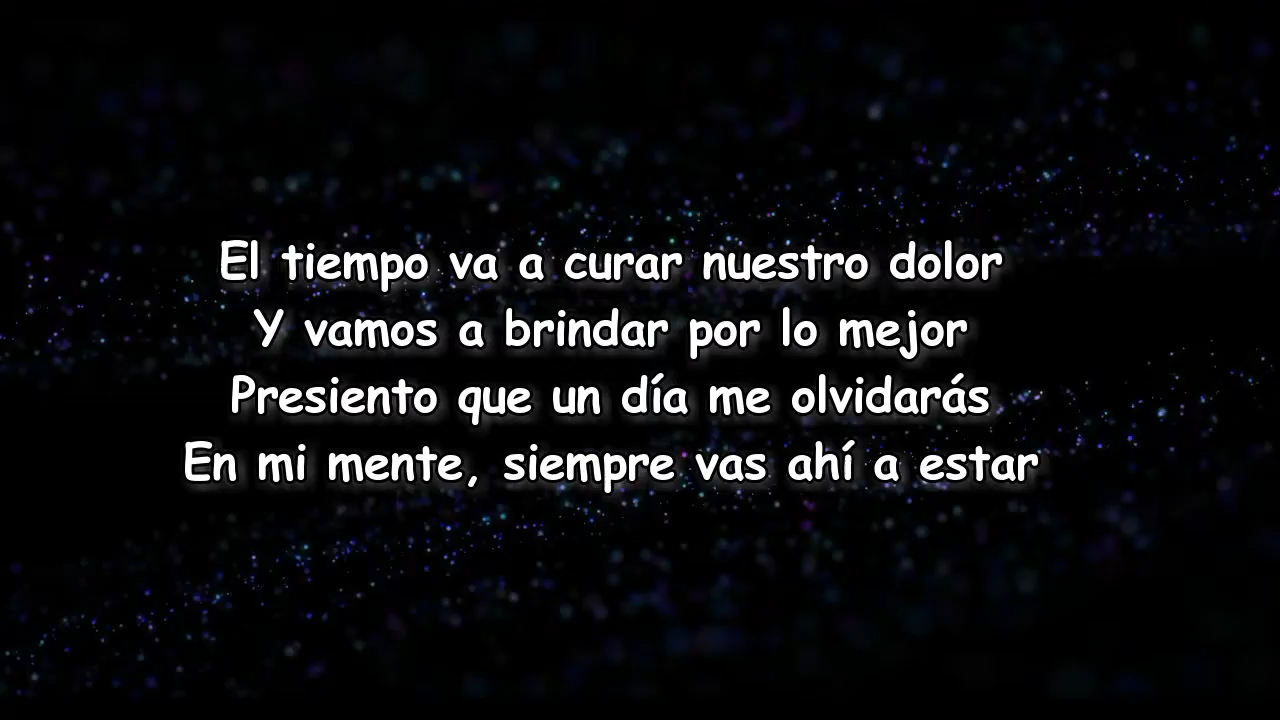 El tiempo va a curar nuestro dolor
Y vamos a brindar por lo mejor
Presiento que un día me olvidarás
En mi mente, siempre vas ahí a estar